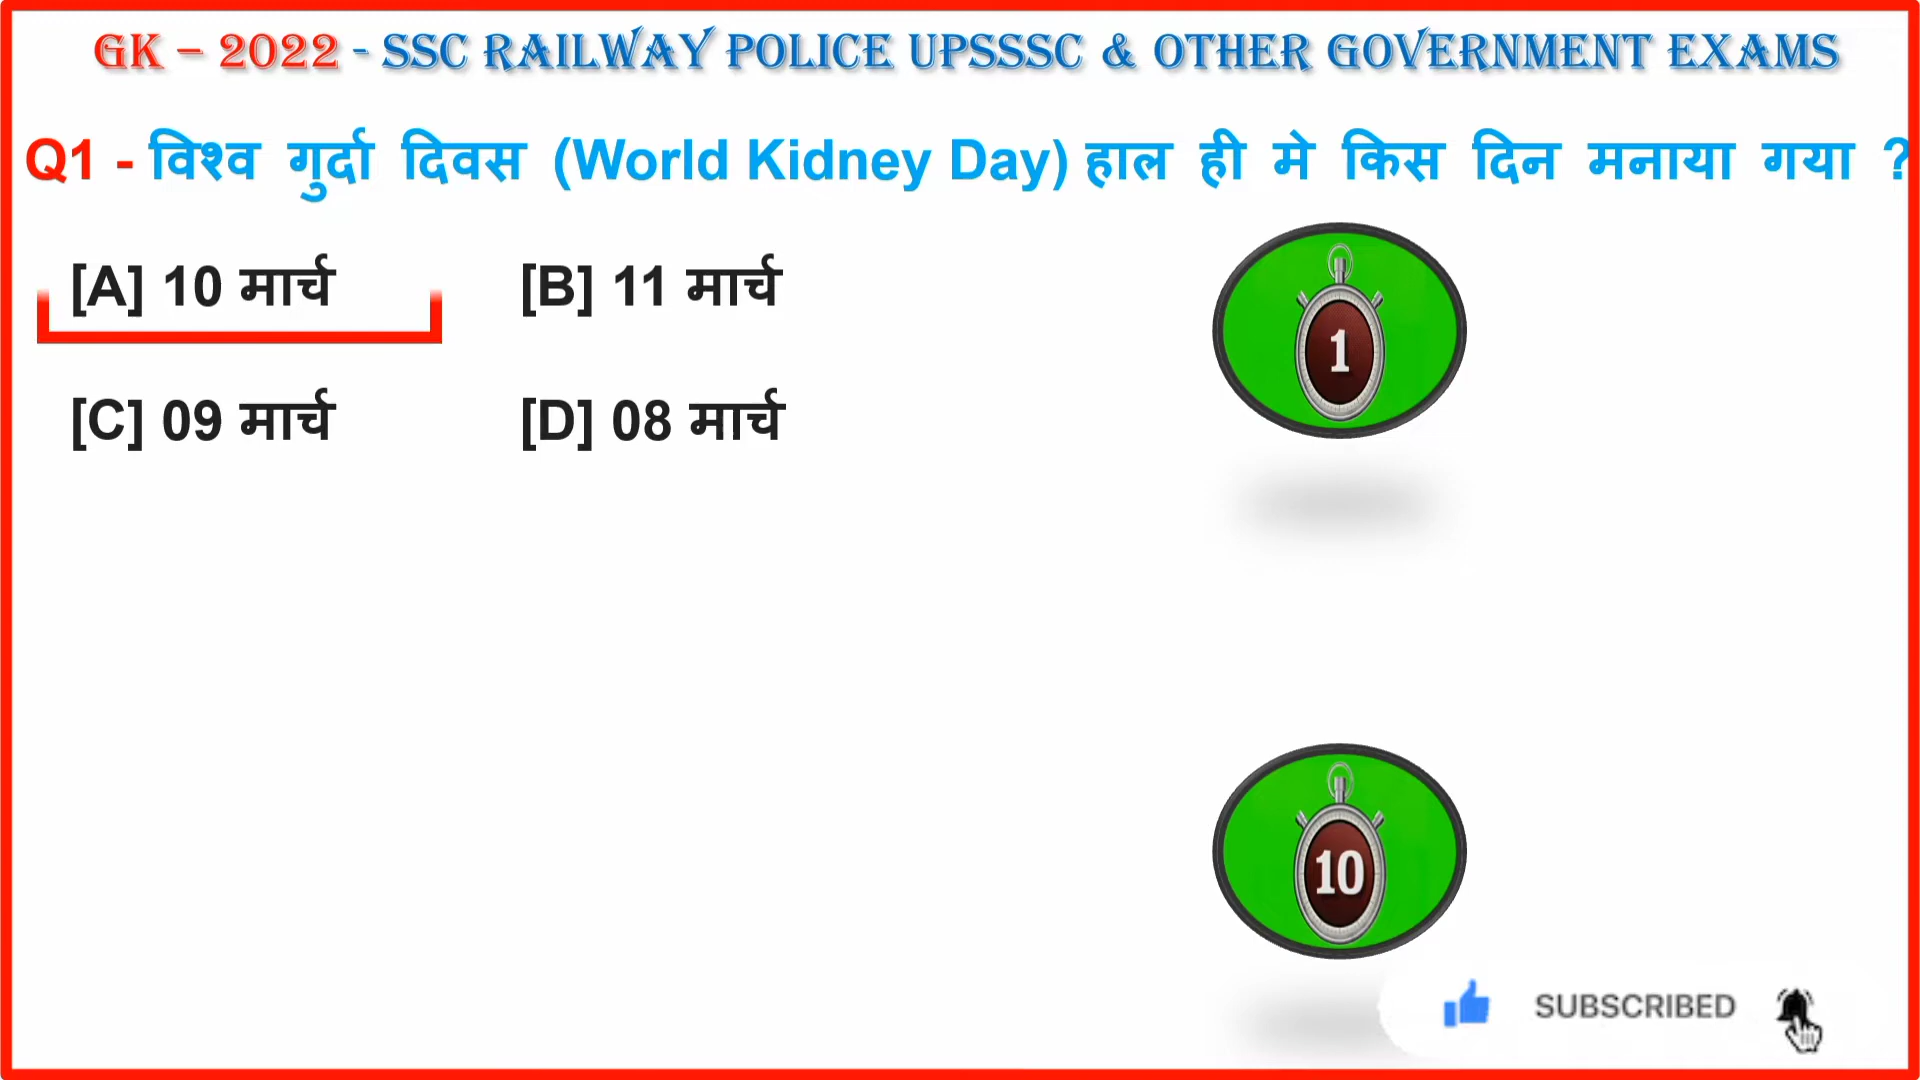 GK – 2022 - SSC RAILWAY POLICE UPSSSC & OTHER GOVERNMENT EXAMS
Q1 - विश्व गुर्दा दिवस (World Kidney Day) हाल ही मे किस दिन मनाया गया ?
[A] 10 मार्च [B] 11 मार्च
1
[C] 09 मार्च [D] 08 मार्च
10
SUBSCRIBED